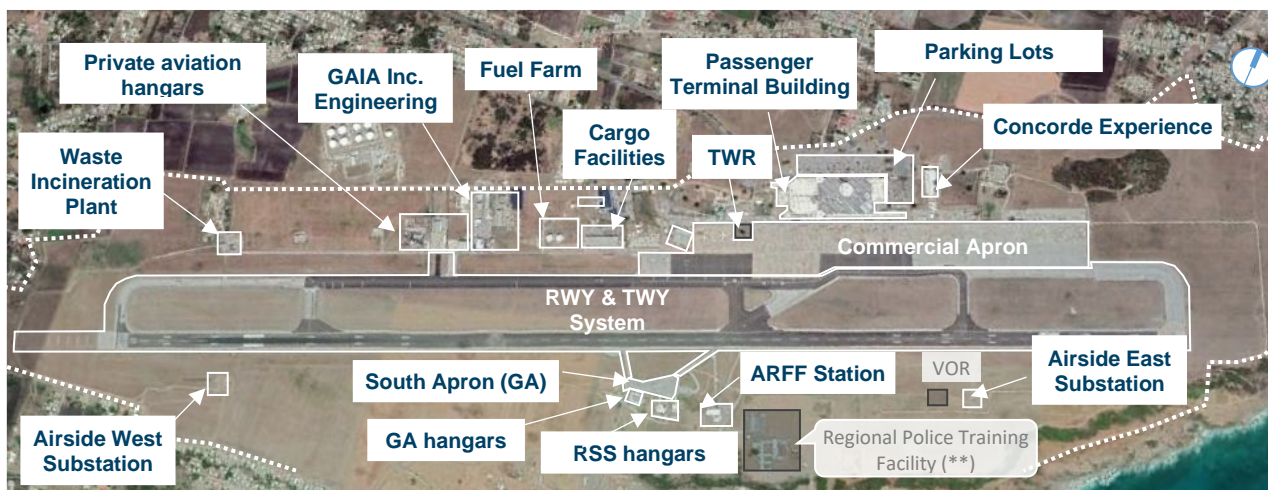 Private aviation
hangars
GAIA Inc.
Engineering
Fuel Farm
Passenger
Terminal Building
Parking Lots
Waste
Incineration
Plant
Cargo
Facilities
TWR
Concorde Experience
Commercial Apron
RWY & TWY
System
South Apron (GA)
ARFF Station
VOR
Airside East
Substation
Airside West
Substation
GA hangars
RSS hangars
Regional Police Training
Facility (**)